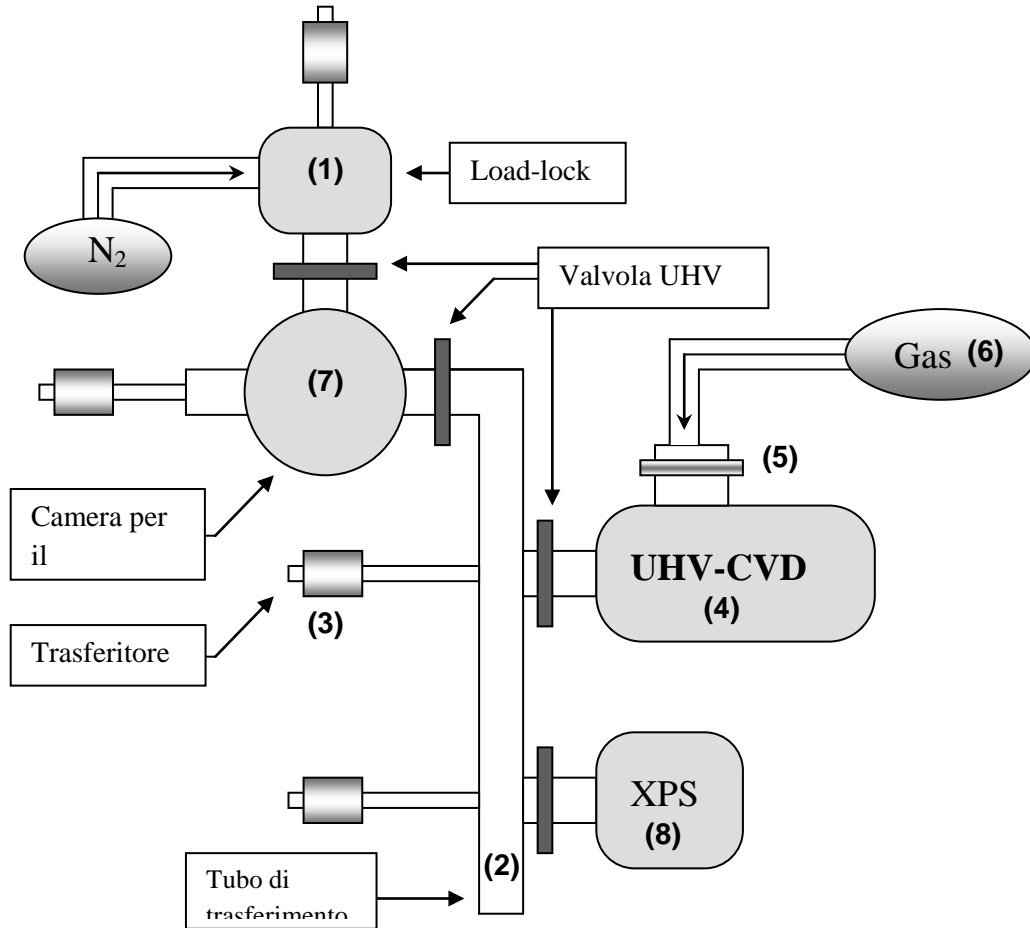 (1)
Load-lock
N₂
Valvola UHV
Gas (6)
(7)
(5)
Camera per
il
UHV-CVD
(4)
(3)
Trasferitore
XPS
(8)
(2)
Tubo di
trasferimento